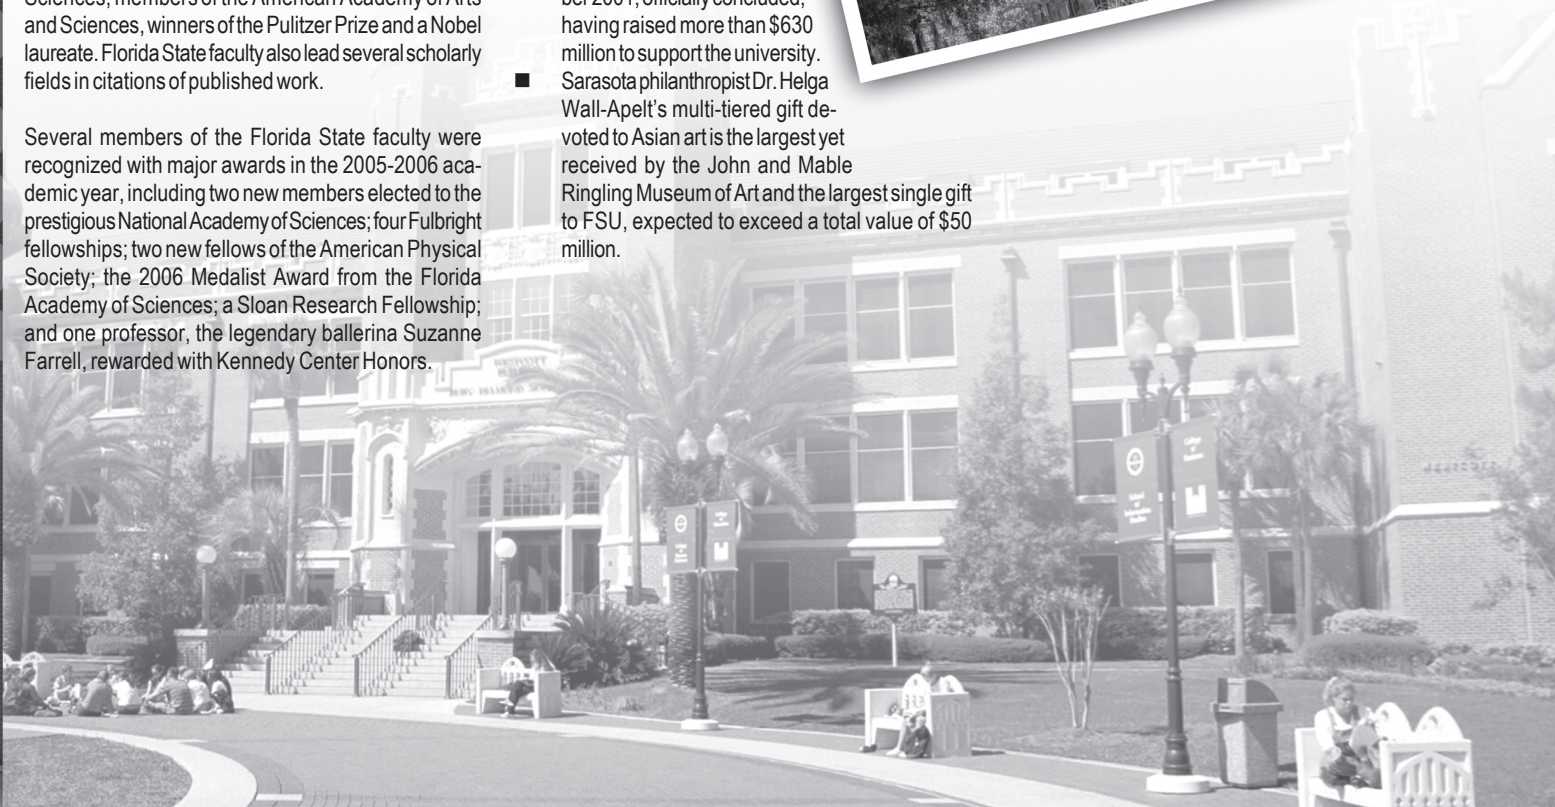 Sciences, members of the American Academy of Arts
and Sciences, winners of the Pulitzer Prize and a Nobel
laureate. Florida State faculty also lead several scholarly
fields in citations of published work.
Several members of the Florida State faculty were
recognized with major awards in the 2005-2006 aca-
demic year, including two new members elected to the
prestigious National Academy of Sciences; four Fulbright
fellowships; two new fellows of the American Physical
Society; the 2006 Medalist Award from the Florida
Academy of Sciences; a Sloan Research Fellowship;
and one professor, the legendary ballerina Suzanne
Farrell, rewarded with Kennedy Center Honors.
ber 2001, officially concluded,
having raised more than $630
million to support the university.
■ Sarasota philanthropist Dr. Helga
Wall-Apelt's multi-tiered gift de-
voted to Asian art is the largest yet
received by the John and Mable
Ringling Museum of Art and the largest single gift
to FSU, expected to exceed a total value of $50
million.
College
of
School
of